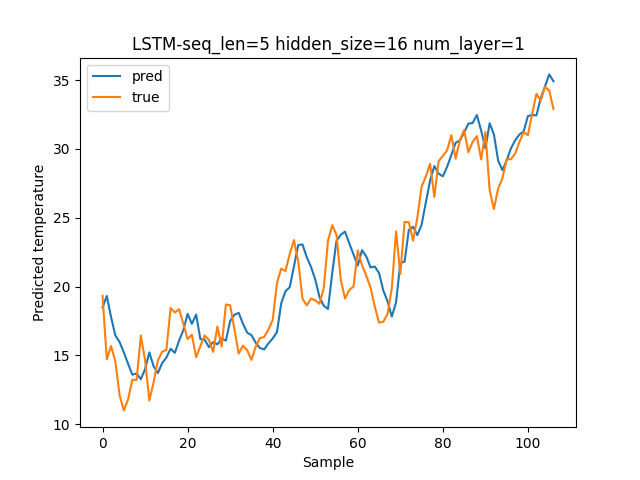 LSTM-seq_len=5 hidden_size=16 num_layer=1
pred
true
Predicted temperature
35
30
25
20
15
10
0 20 40 60 80 100
Sample